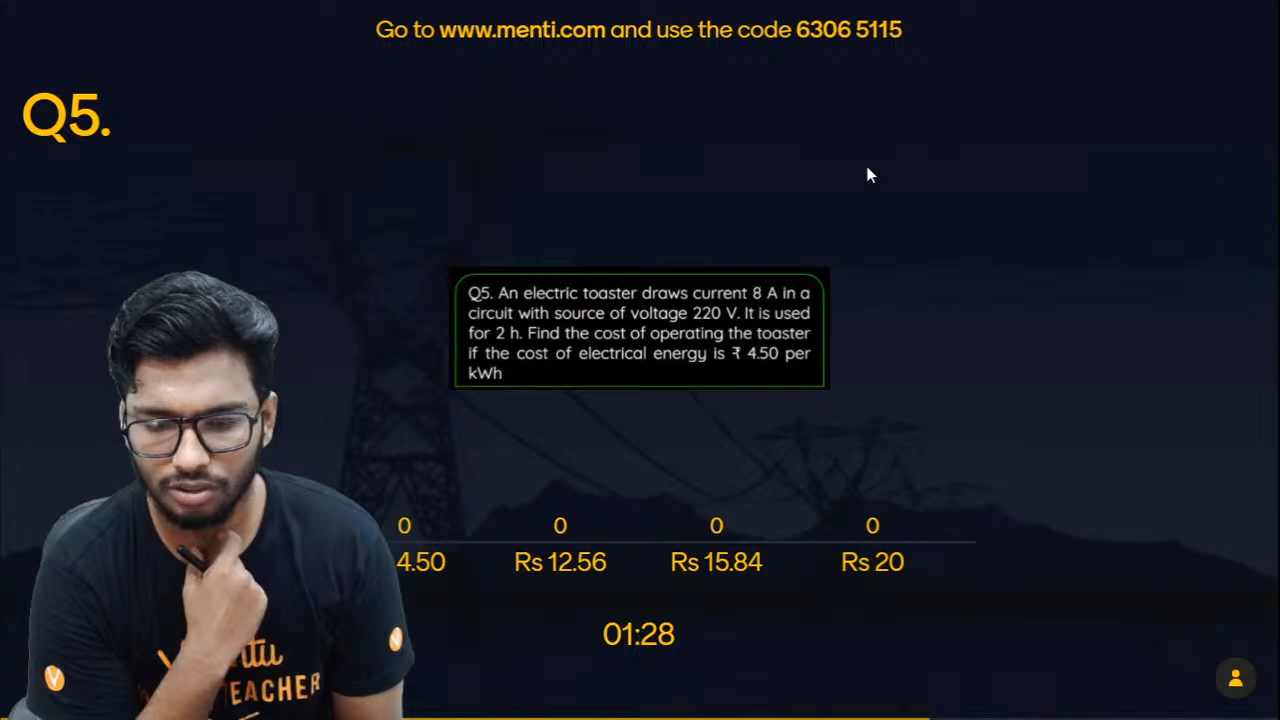 Go to www.menti.com and use the code 6306 5115
Q5.
Q5. An electric toaster draws current 8 A in a
circuit with source of voltage 220 V. It is used
for 2 h. Find the cost of operating the toaster
if the cost of electrical energy is ₹ 4.50 per
kWh
0 0 0 0
4.50 Rs 12.56 Rs 15.84 Rs 20
01:28
TEACHER